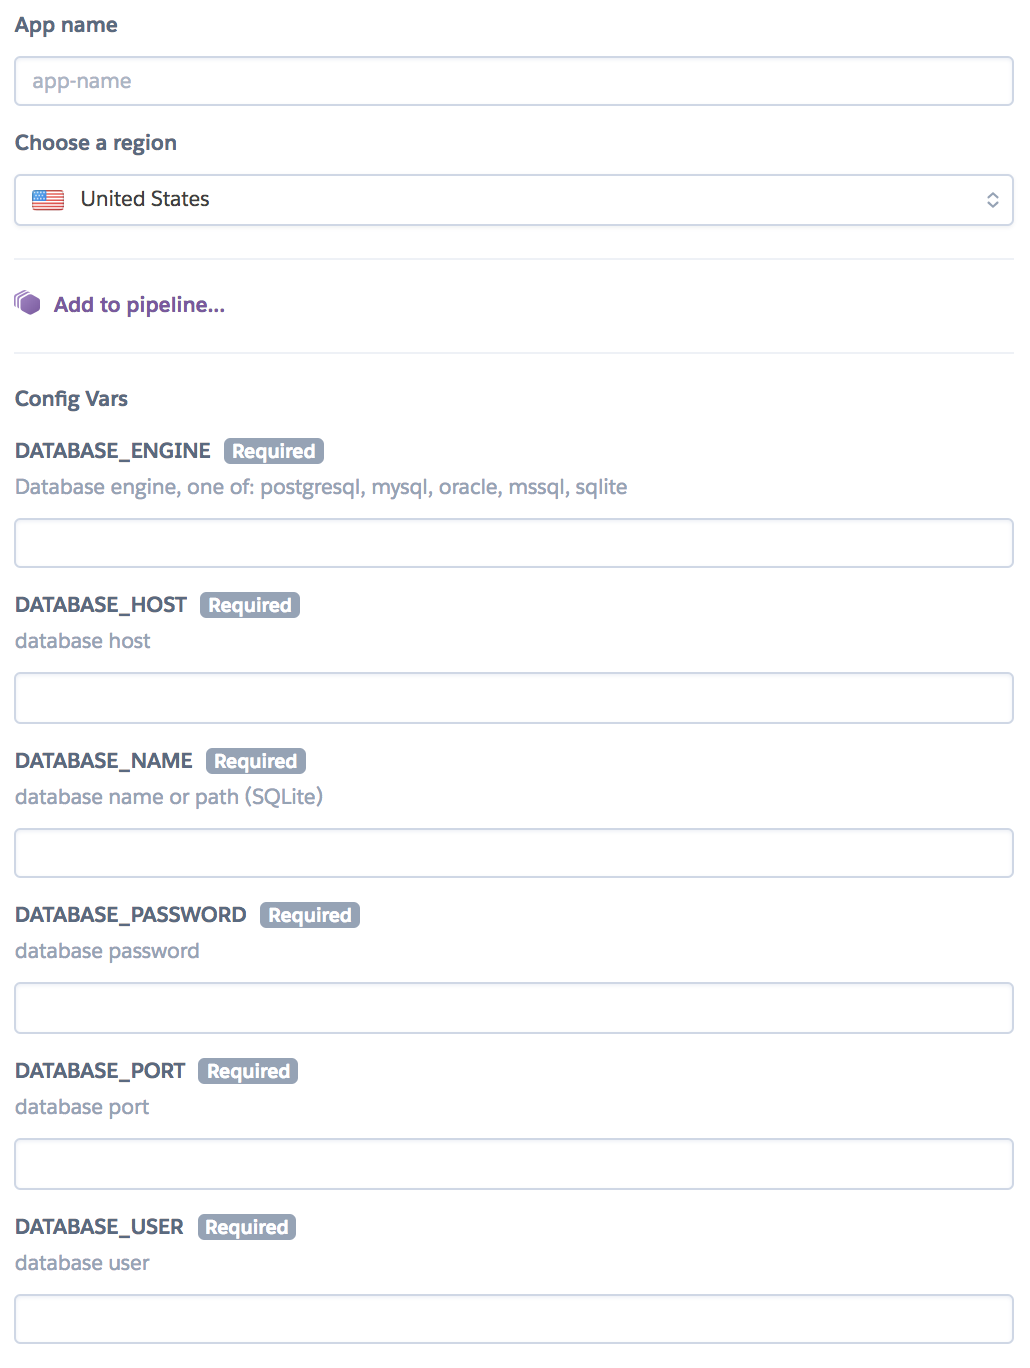 App name
app-name
Choose a region
United States
Add to pipeline...
Config Vars
DATABASE_ENGINE Required
Database engine, one of: postgresql, mysql, oracle, mssql, sqlite
DATABASE_HOST Required
database host
DATABASE_NAME Required
database name or path (SQLite)
DATABASE_PASSWORD Required
database password
DATABASE_PORT Required
database port
DATABASE_USER Required
database user